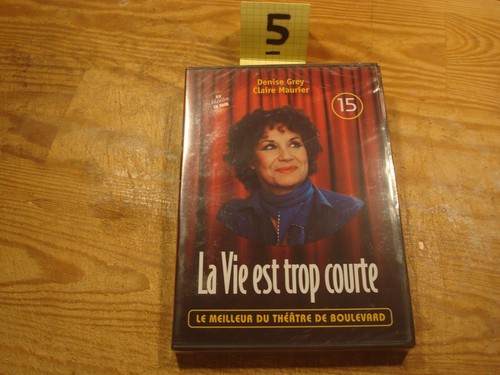 5
Denise Grey
Claire Maurier
15
La Vie est trop courte
LE MEILLEUR DU THÉÂTRE DE BOULEVARD